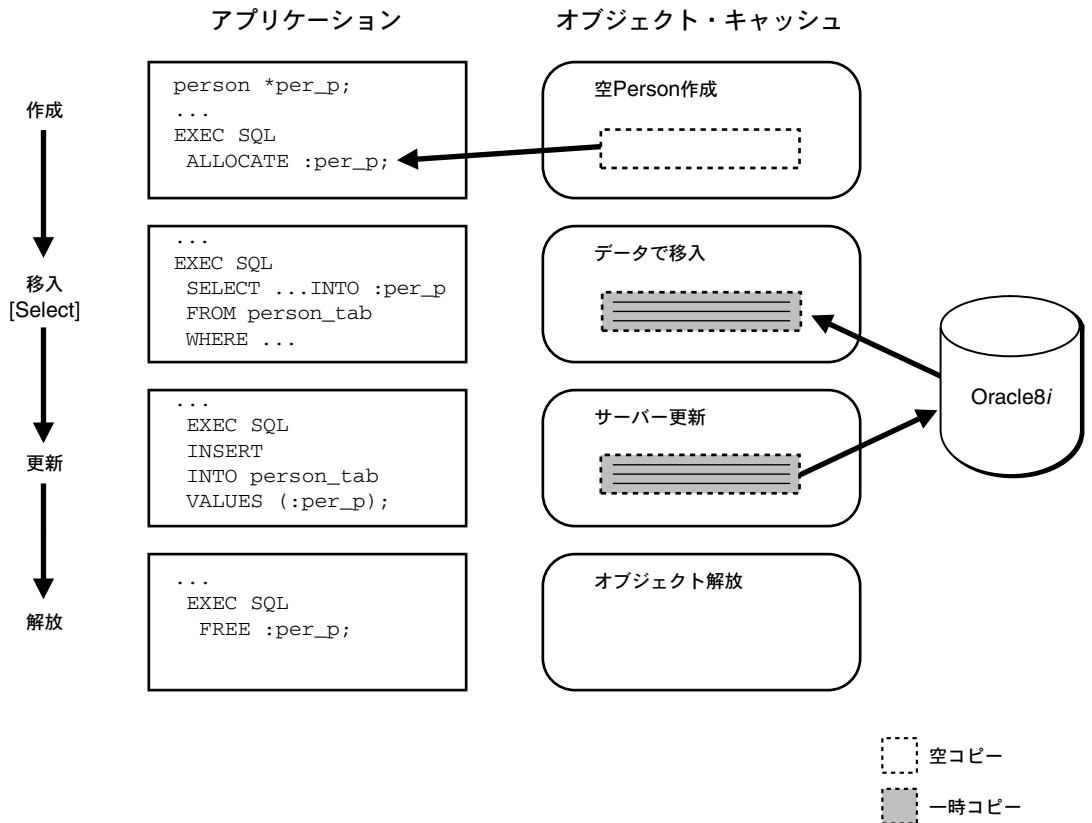 アプリケーション
オブジェクト・キャッシュ
作成
person *per_p;
...
EXEC SQL
ALLOCATE :per_p;
空Person作成
移入
[Select]
...
EXEC SQL
SELECT ...INTO :per_p
FROM person_tab
WHERE ...
データで移入
Oracle8i
更新
...
EXEC SQL
INSERT
INTO person_tab
VALUES (:per_p);
サーバー更新
解放
...
EXEC SQL
FREE :per_p;
オブジェクト解放
空コピー
一時コピー